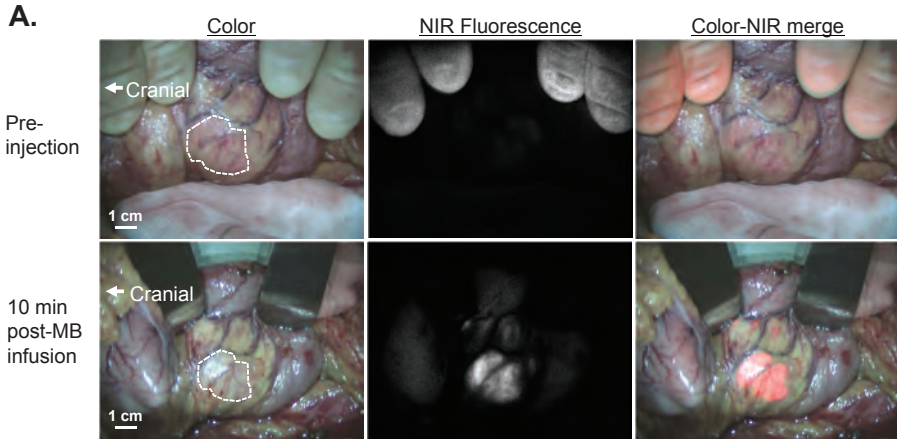 A.
Color NIR Fluorescence Color-NIR merge
Cranial
Pre-
injection
1 cm
Cranial
10 min
post-MB
infusion
1 cm